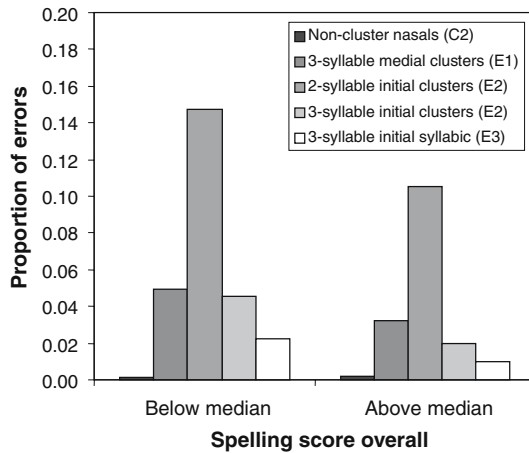 0.20
0.18
0.16
0.14
0.12
0.10
0.08
0.06
0.04
0.02
0.00
Proportion of errors
Non-cluster nasals (C2)
3-syllable medial clusters (E1)
2-syllable initial clusters (E2)
3-syllable initial clusters (E2)
3-syllable initial syllabic (E3)
Below median
Above median
Spelling score overall